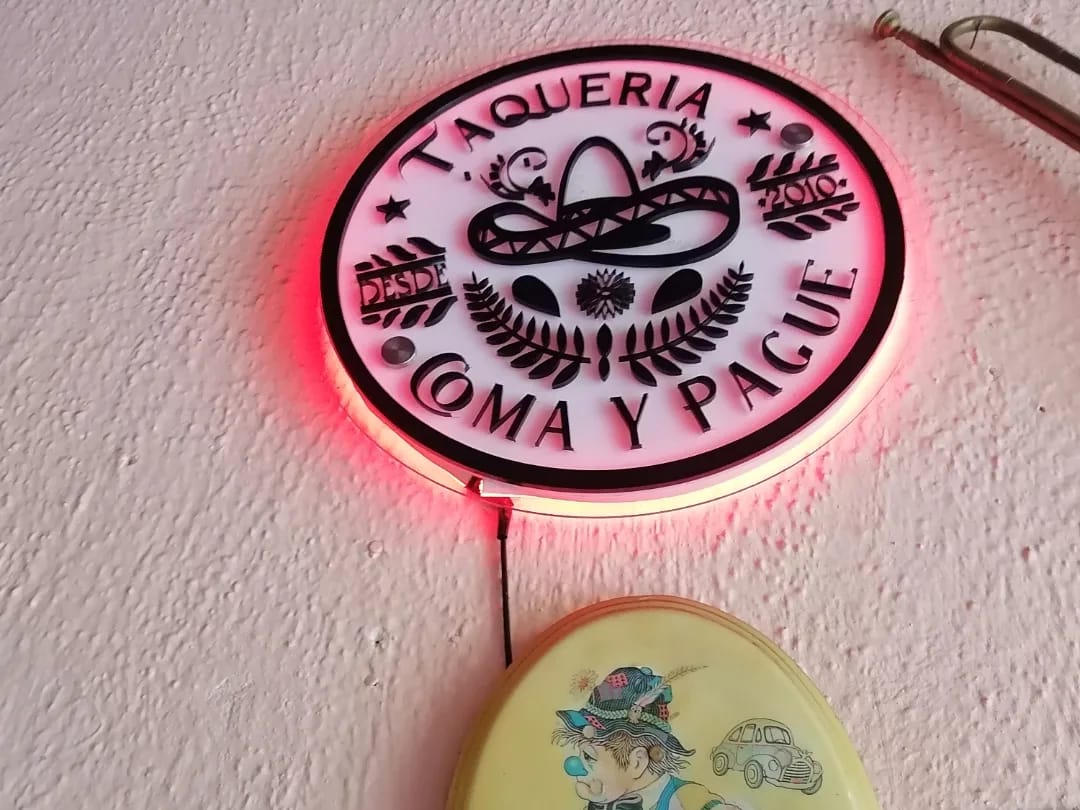 TAQUERIA
DESDE
2010
COMA Y PAGUE